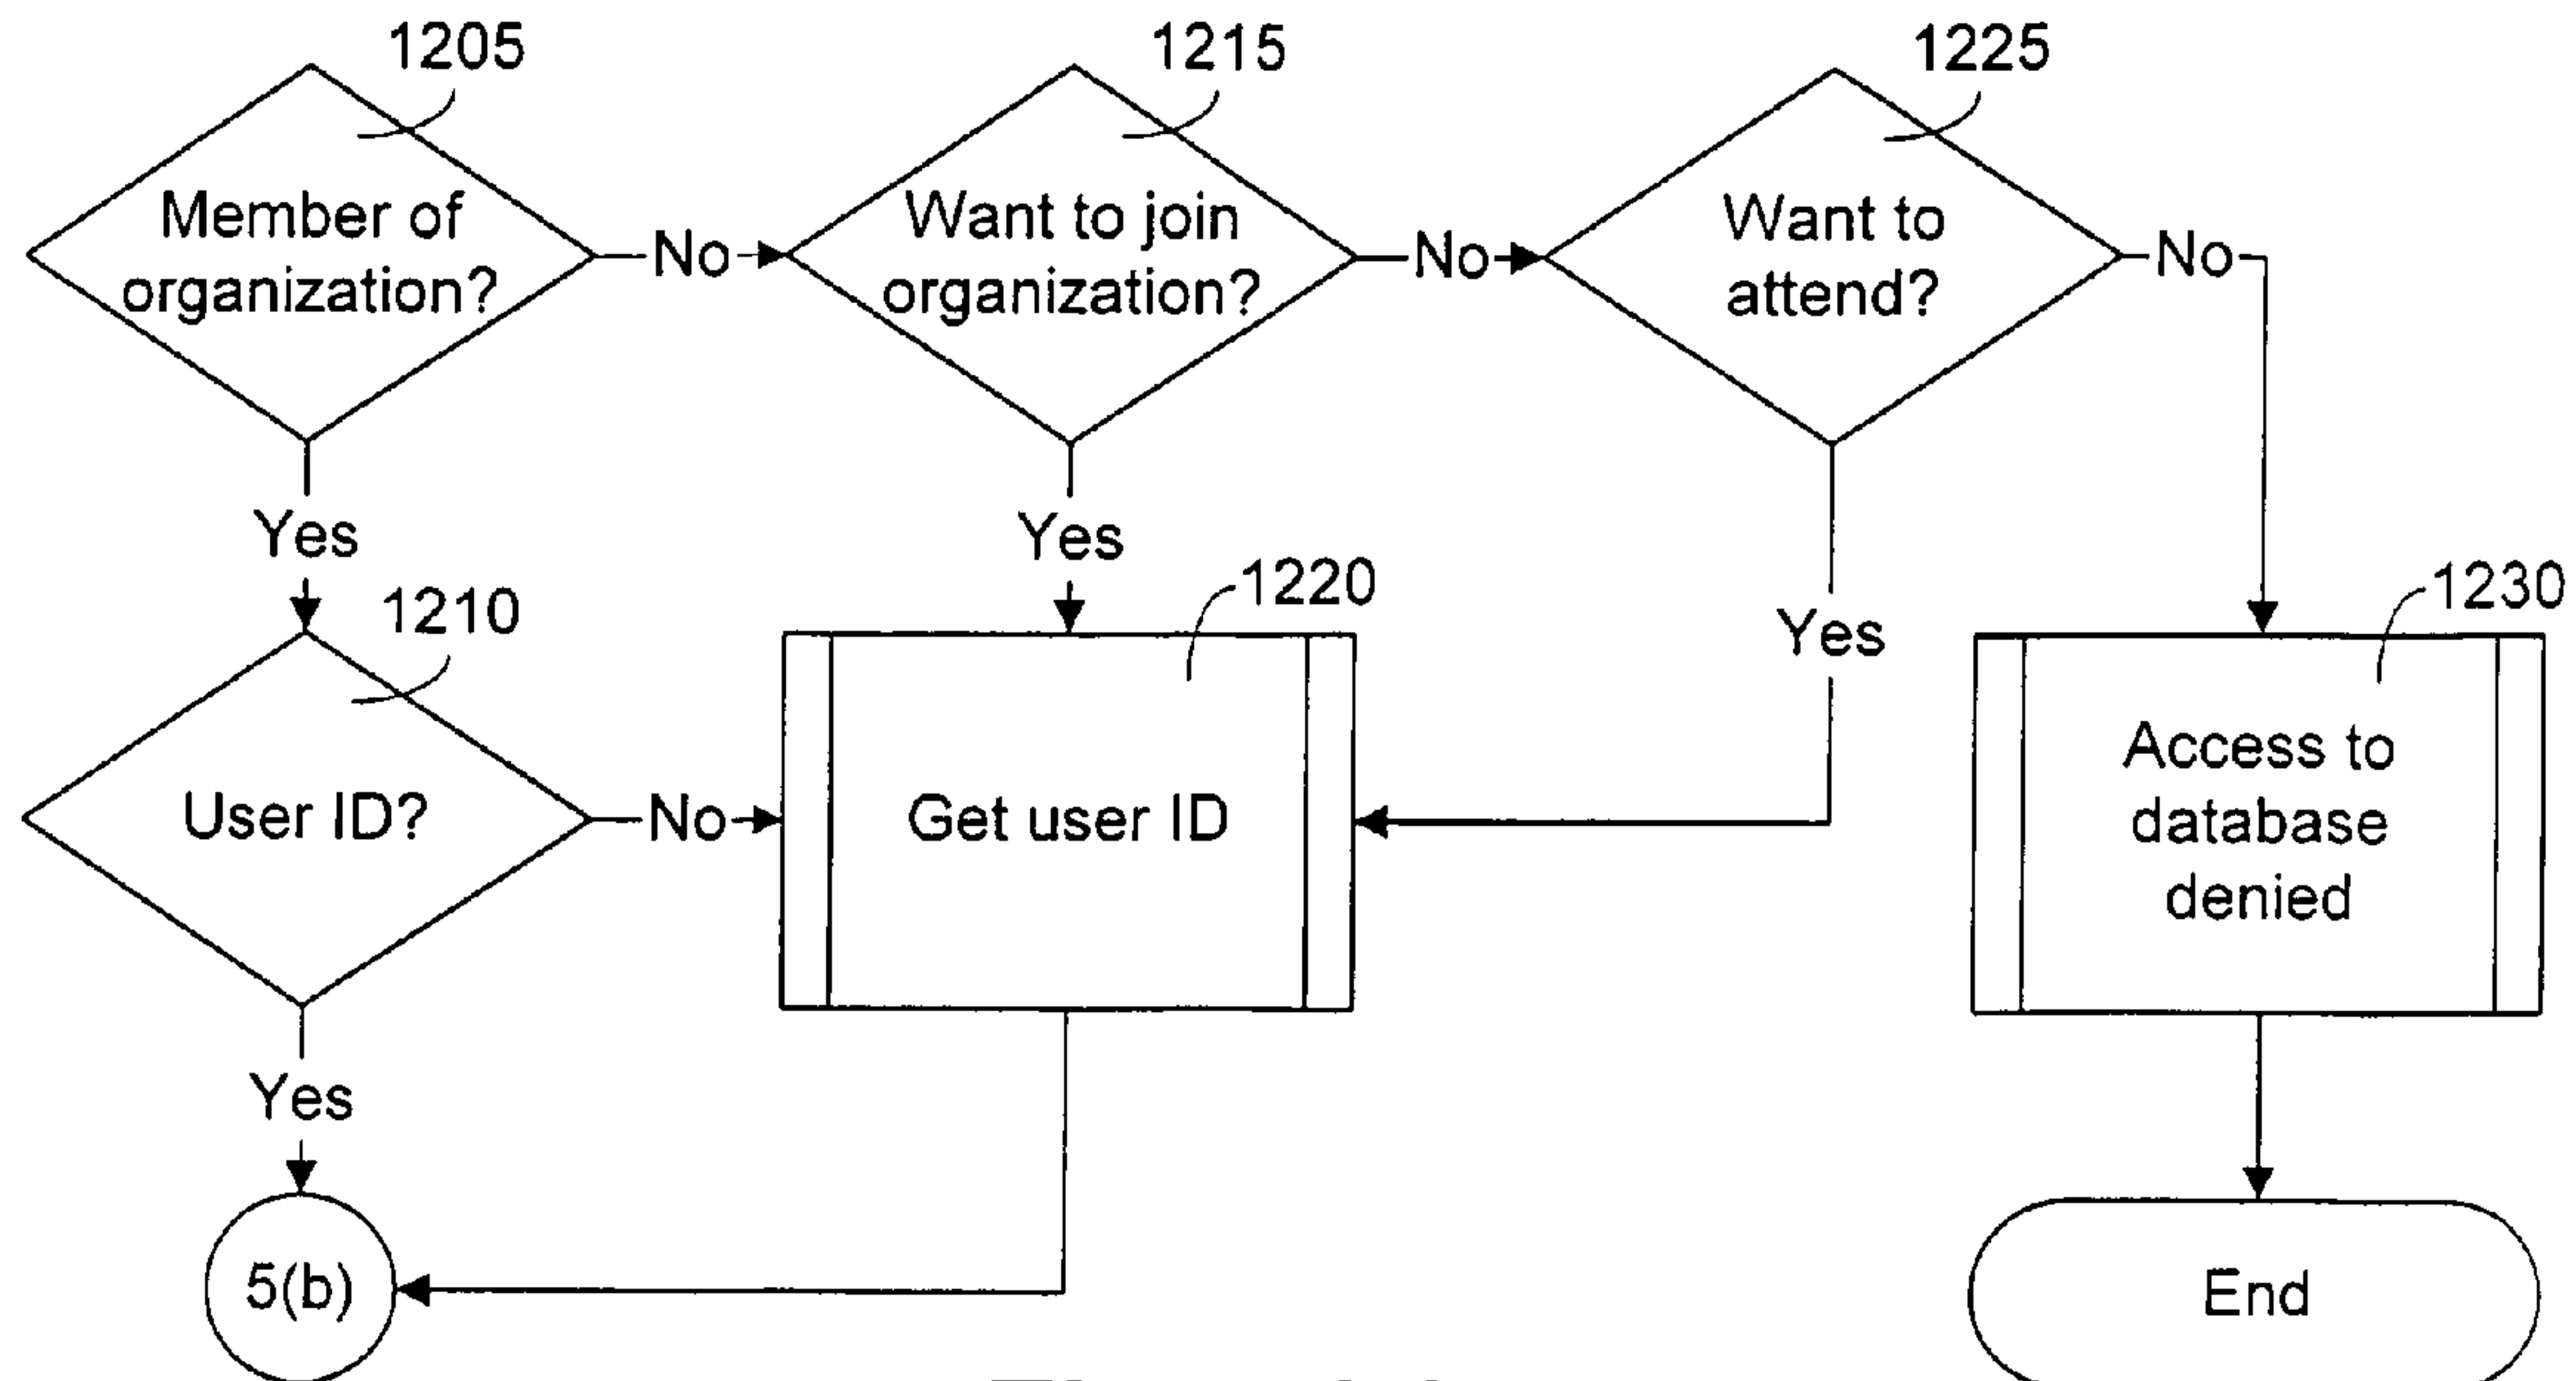 1205
1215
1225
Member of
organization?
No
Want to join
organization?
No
Want to
attend?
No
Yes
Yes
Yes
1210
1220
1230
User ID?
No
Get user ID
Access to
database
denied
Yes
5(b)
End